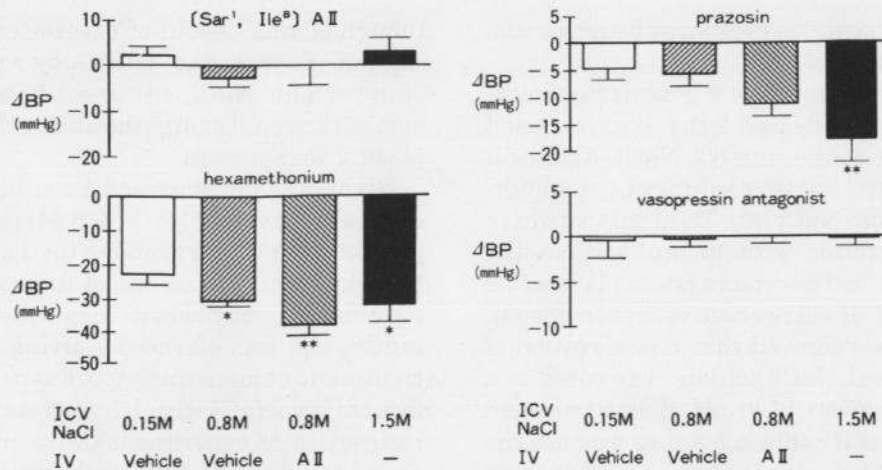 (Sar¹, Ile⁸) AⅡ
10
0
10
−20
ΔBP
(mmHg)
hexamethonium
0
−10
−20
−30
−40
−50
ΔBP
(mmHg)
*
**
*
ICV
NaCl
0.15M
0.8M
0.8M
1.5M
IV
Vehicle
Vehicle
AⅡ
—
prazosin
5
0
−5
−10
−15
−20
ΔBP
(mmHg)
**
vasopressin antagonist
5
0
−5
−10
ΔBP
(mmHg)
ICV
NaCl
0.15M
0.8M
0.8M
1.5M
IV
Vehicle
Vehicle
AⅡ
—